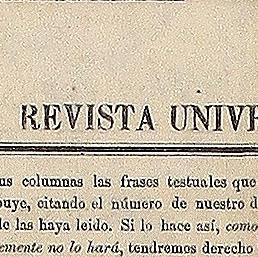 REVISTA UNIV
us columnas las frases testuales que
buye, citando el número de nuestro d
de las haya leido. Si lo hace así, como
emente no lo hará, tendremos derecho